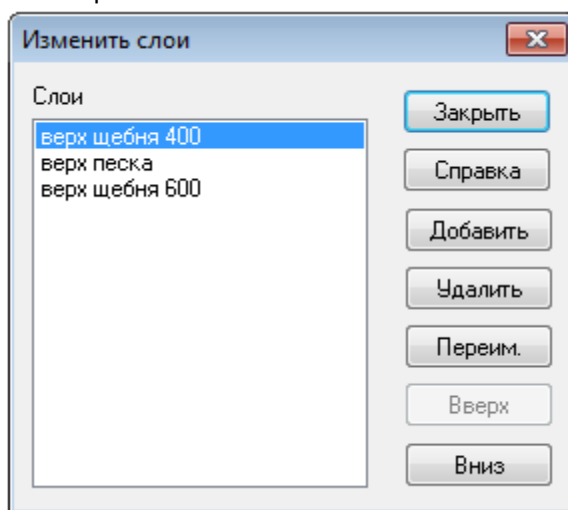 Изменить слои
Слои
верх щебня 400
верх песка
верх щебня 600
Закрыть
Справка
Добавить
Удалить
Переим.
Вверх
Вниз